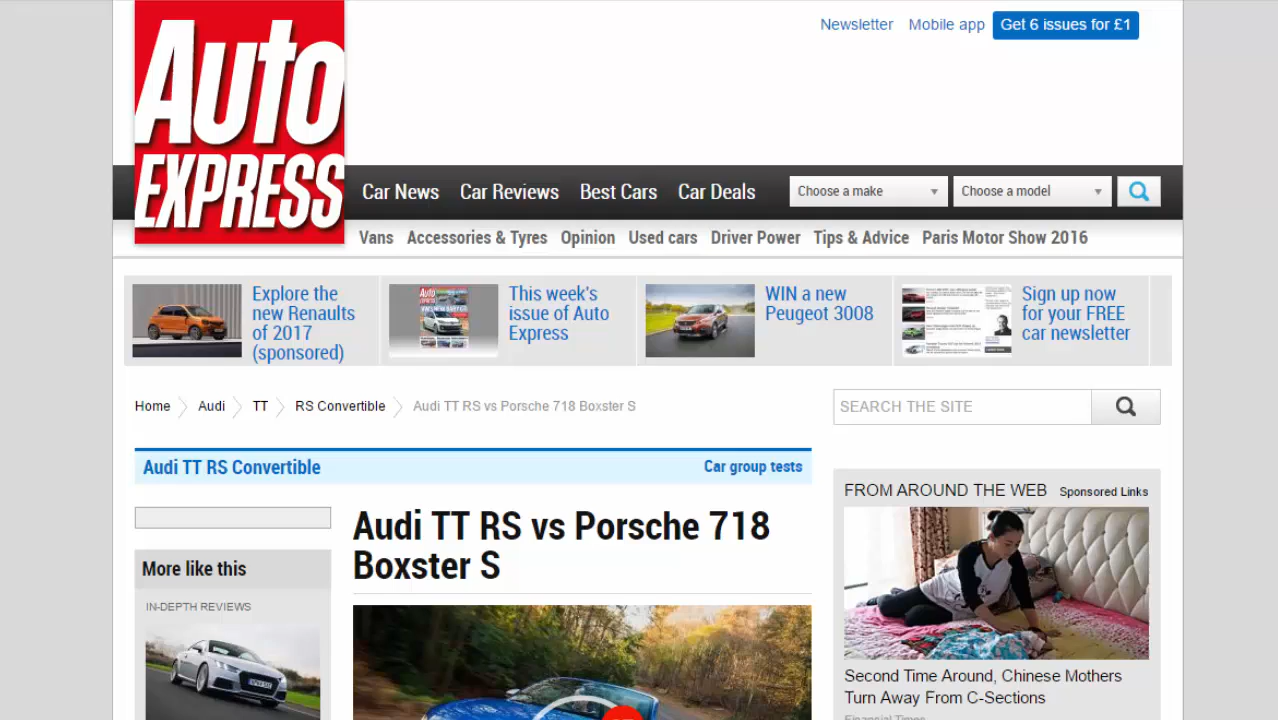 Auto
EXPRESS
Newsletter Mobile app Get 6 issues for £1
Car News Car Reviews Best Cars Car Deals Choose a make Choose a model
Vans Accessories & Tyres Opinion Used cars Driver Power Tips & Advice Paris Motor Show 2016
Explore the
new Renaults
of 2017
(sponsored)
This week's
issue of Auto
Express
WIN a new
Peugeot 3008
Sign up now
for your FREE
car newsletter
Home Audi TT RS Convertible Audi TT RS vs Porsche 718 Boxster S
SEARCH THE SITE
Audi TT RS Convertible Car group tests
Audi TT RS vs Porsche 718
Boxster S
More like this
IN-DEPTH REVIEWS
FROM AROUND THE WEB Sponsored Links
Second Time Around, Chinese Mothers
Turn Away From C-Sections
Financial Times